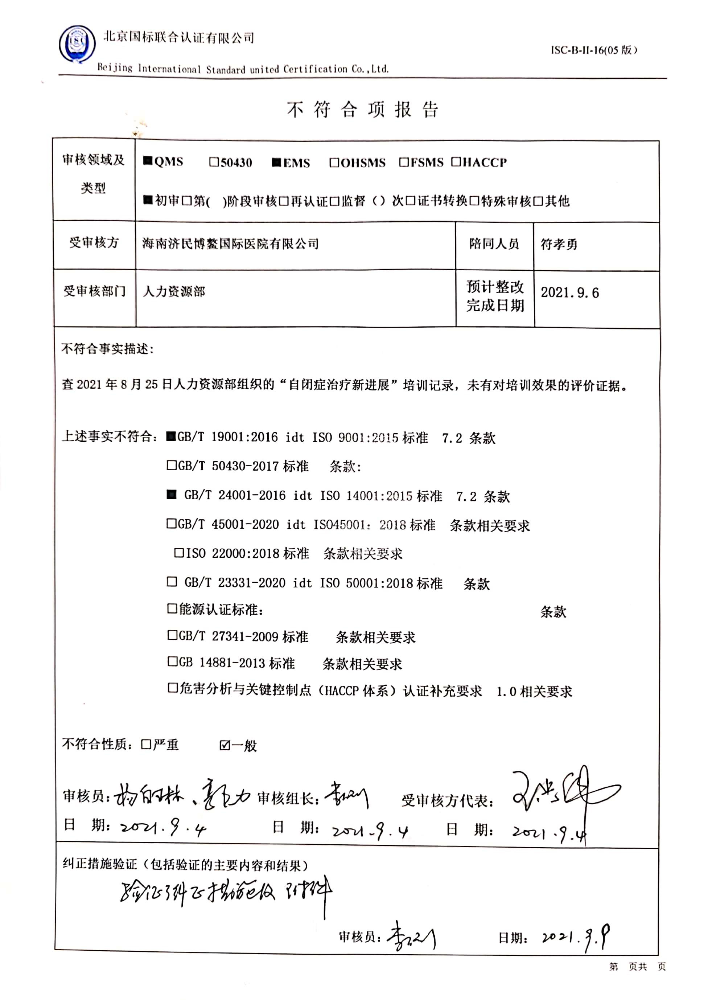 北京国标联合认证有限公司
ISC-B-II-16(05 版)
Beijing International Standard united Certification Co.,Ltd.
不符合项报告
审核领域及类型
■QMS □50430 ■EMS □OHSMS □FSMS □HACCP
■初审□第( )阶段审核□再认证□监督（）次□证书转换□特殊审核□其他
受审核方 海南济民博鳌国际医院有限公司 陪同人员 符孝勇
受审核部门 人力资源部 预计整改完成日期 2021.9.6
不符合事实描述:
查 2021 年 8 月 25 日人力资源部组织的“自闭症治疗新进展”培训记录，未有对培训效果的评价证据。
上述事实不符合: ■GB/T 19001:2016 idt ISO 9001:2015 标准 7.2 条款
□GB/T 50430-2017 标准 条款:
■ GB/T 24001-2016 idt ISO 14001:2015 标准 7.2 条款
□GB/T 45001-2020 idt ISO45001: 2018 标准 条款相关要求
□ISO 22000:2018 标准 条款相关要求
□ GB/T 23331-2020 idt ISO 50001:2018 标准 条款
□能源认证标准: 条款
□GB/T 27341-2009 标准 条款相关要求
□GB 14881-2013 标准 条款相关要求
□危害分析与关键控制点（HACCP 体系）认证补充要求 1.0 相关要求
不符合性质: □严重 ☑一般
审核员: 审核组长: 受审核方代表:
日 期: 2021.9.4 日 期: 2021.9.4 日 期: 2021.9.4
纠正措施验证（包括验证的主要内容和结果）
验证了纠正措施及附件
审核员: 日期: 2021.9.9
第 页共 页